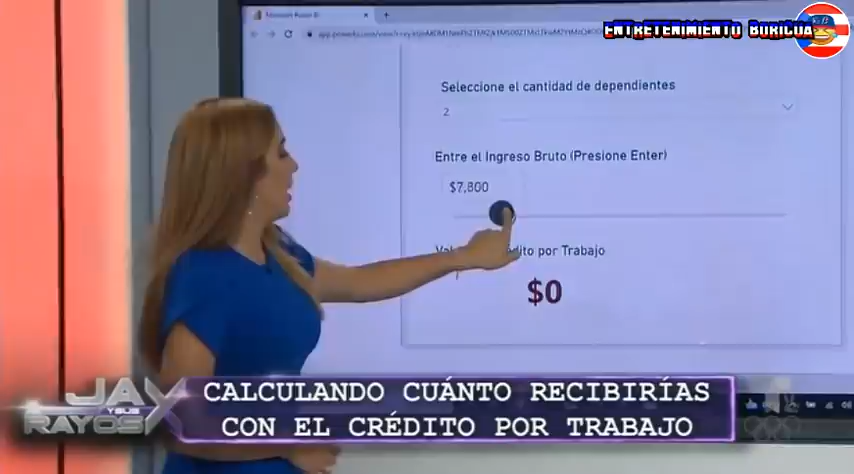 ENTRETENIMIENTO BORICUA
Seleccione el cantidad de dependientes
2
Entre el Ingreso Bruto (Presione Enter)
$7,800
por Trabajo
$0
JAY
Y SUS
RAYOS X
CALCULANDO CUÁNTO RECIBIRÍAS
CON EL CRÉDITO POR TRABAJO